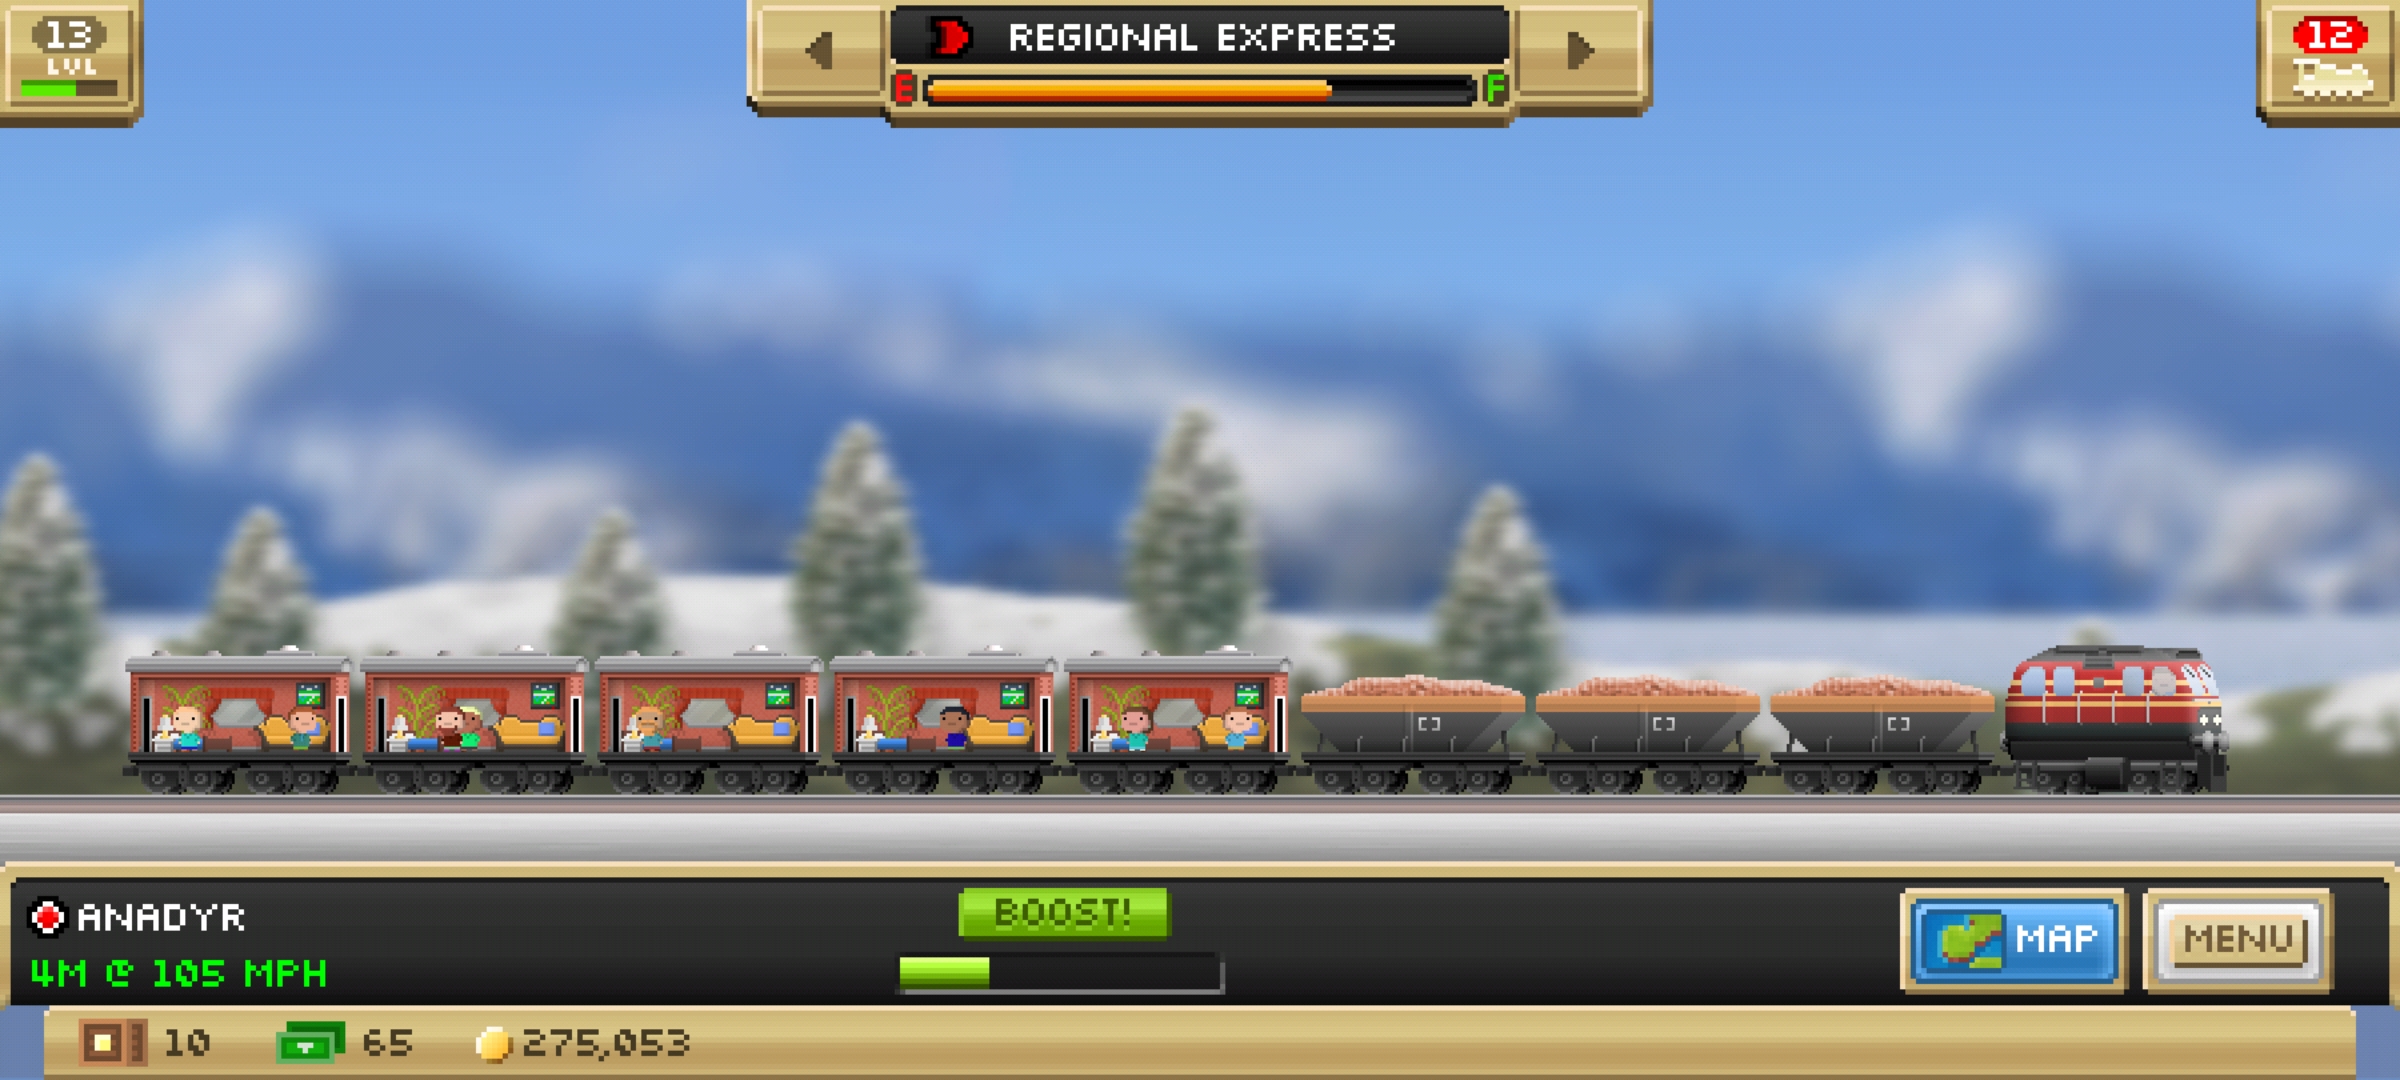 13
LVL
REGIONAL EXPRESS
E F
12
ANADYR
4M @ 105 MPH
BOOST!
MAP
MENU
10
65
275,053